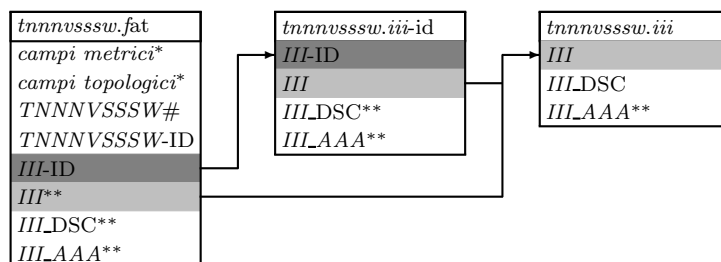 tnnnvsssw.fat
campi metrici*
campi topologici*
TNNNVSSSW#
TNNNVSSSW-ID
III-ID
III**
III_DSC**
III_AAA**
tnnnvsssw.iii-id
III-ID
III
III_DSC**
III_AAA**
tnnnvsssw.iii
III
III_DSC
III_AAA**